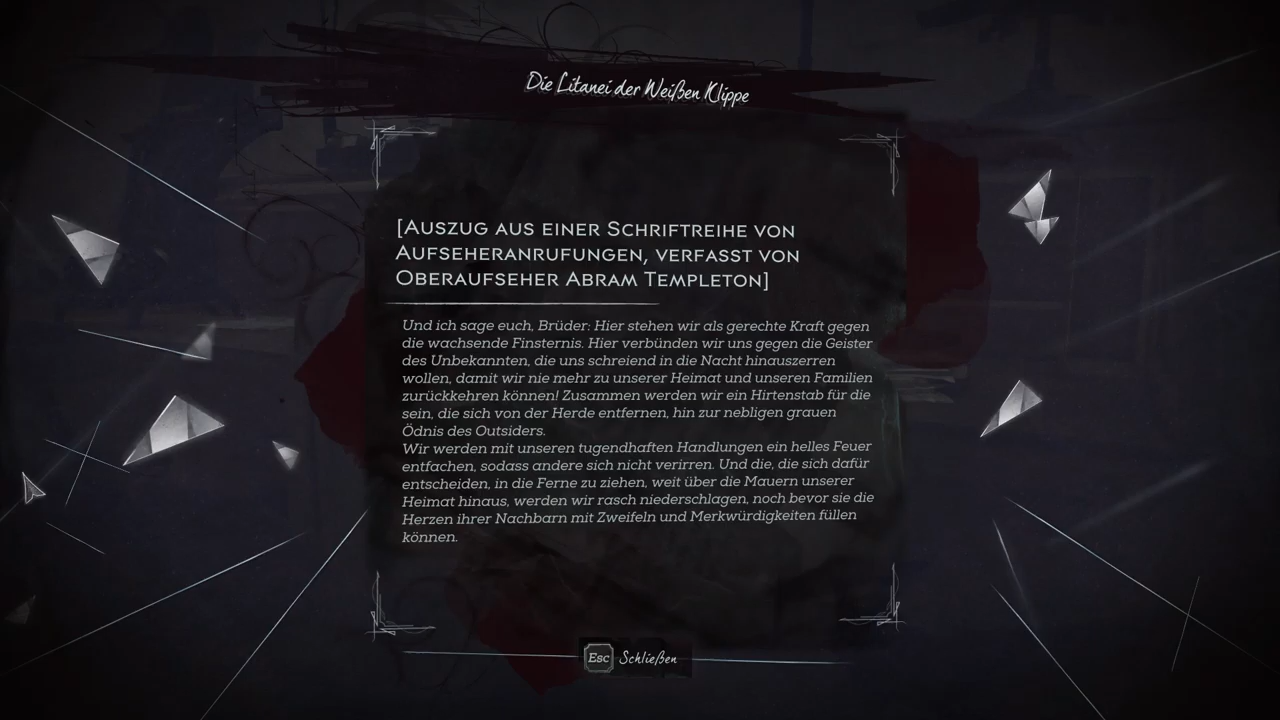 Die Litanei der Weißen Klippe
[Auszug aus einer Schriftreihe von
Aufseheranrufungen, verfasst von
Oberaufseher Abram Templeton]
Und ich sage euch, Brüder: Hier stehen wir als gerechte Kraft gegen
die wachsende Finsternis. Hier verbünden wir uns gegen die Geister
des Unbekannten, die uns schreiend in die Nacht hinauszerren
wollen, damit wir nie mehr zu unserer Heimat und unseren Familien
zurückkehren können! Zusammen werden wir ein Hirtenstab für die
sein, die sich von der Herde entfernen, hin zur nebligen grauen
Ödnis des Outsiders.
Wir werden mit unseren tugendhaften Handlungen ein helles Feuer
entfachen, sodass andere sich nicht verirren. Und die, die sich dafür
entscheiden, in die Ferne zu ziehen, weit über die Mauern unserer
Heimat hinaus, werden wir rasch niederschlagen, noch bevor sie die
Herzen ihrer Nachbarn mit Zweifeln und Merkwürdigkeiten füllen
können.
Esc Schließen